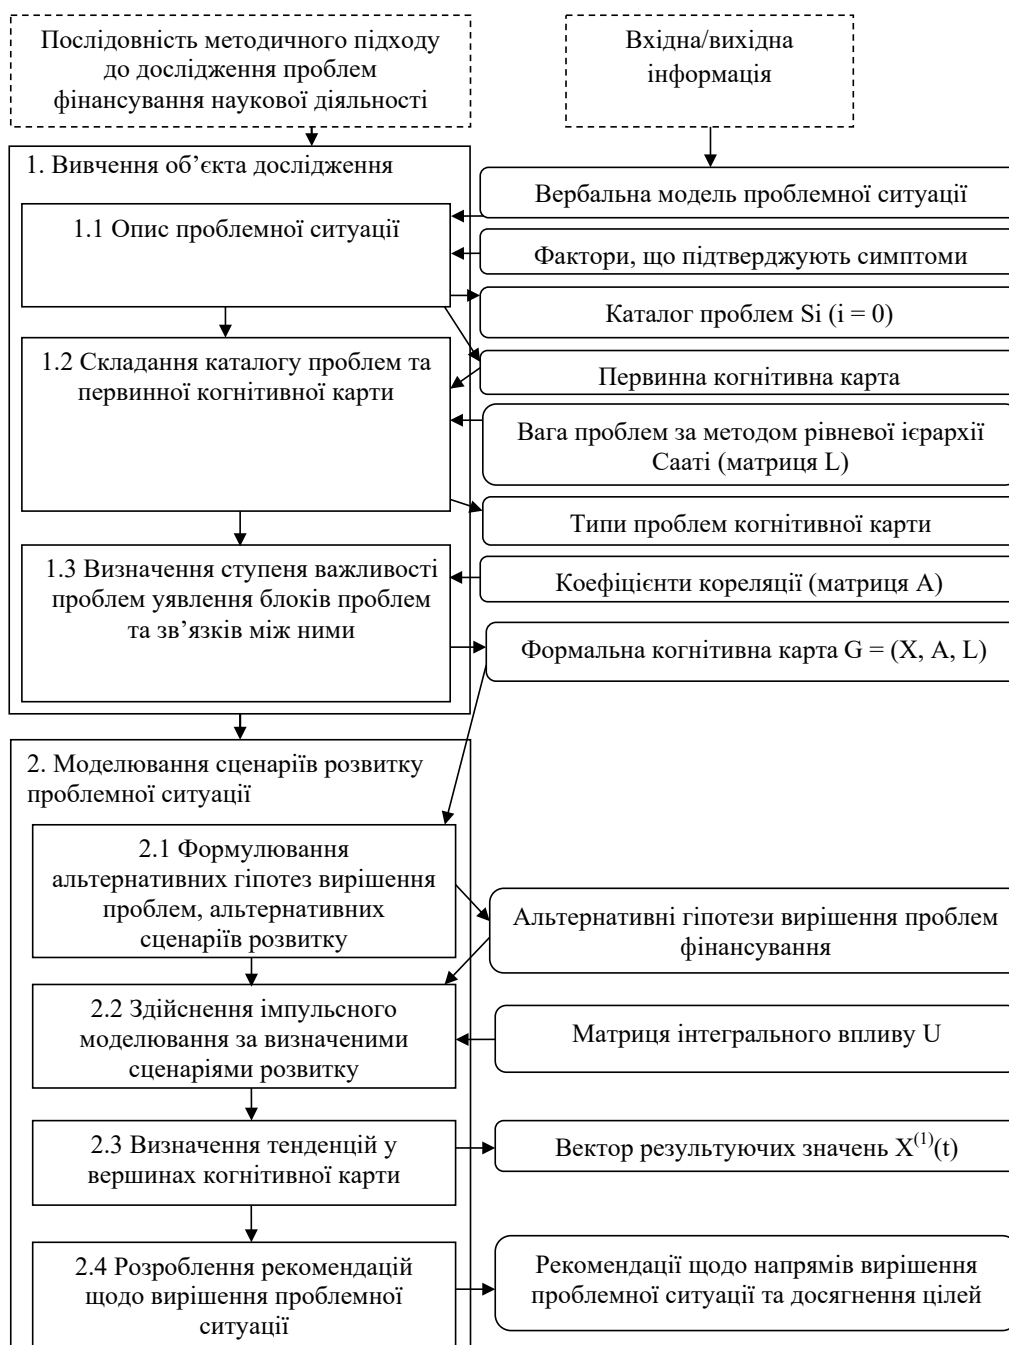 Послідовність методичного підходу
до дослідження проблем
фінансування наукової діяльності
Вхідна/вихідна
інформація
1. Вивчення об’єкта дослідження
Вербальна модель проблемної ситуації
1.1 Опис проблемної ситуації
Фактори, що підтверджують симптоми
Каталог проблем Si (i = 0)
1.2 Складання каталогу проблем та
первинної когнітивної карти
Первинна когнітивна карта
Вага проблем за методом рівневої ієрархії
Сааті (матриця L)
Типи проблем когнітивної карти
1.3 Визначення ступеня важливості
проблем уявлення блоків проблем
та зв’язків між ними
Коефіцієнти кореляції (матриця A)
Формальна когнітивна карта G = (X, A, L)
2. Моделювання сценаріїв розвитку
проблемної ситуації
2.1 Формулювання
альтернативних гіпотез вирішення
проблем, альтернативних
сценаріїв розвитку
Альтернативні гіпотези вирішення проблем
фінансування
2.2 Здійснення імпульсного
моделювання за визначеними
сценаріями розвитку
Матриця інтегрального впливу U
2.3 Визначення тенденцій у
вершинах когнітивної карти
Вектор результуючих значень X⁽¹⁾(t)
2.4 Розроблення рекомендацій
щодо вирішення проблемної
ситуації
Рекомендації щодо напрямів вирішення
проблемної ситуації та досягнення цілей